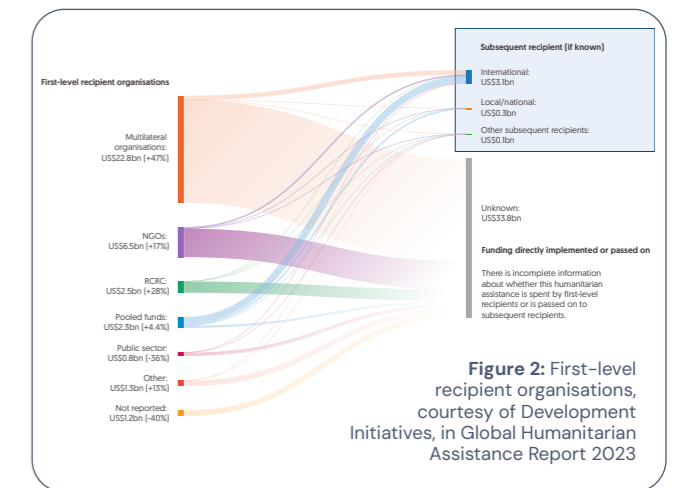 First-level recipient organisations
Multilateral
organisations:
US$22.8bn (+47%)
NGOs:
US$6.5bn (+17%)
RCRC:
US$2.5bn (+28%)
Pooled funds:
US$2.3bn (+4.4%)
Public sector:
US$0.8bn (-36%)
Other:
US$1.3bn (+13%)
Not reported:
US$1.2bn (-40%)
Subsequent recipient (if known)
International:
US$3.1bn
Local/national:
US$0.3bn
Other subsequent recipients:
US$0.1bn
Unknown:
US$33.8bn
Funding directly implemented or passed on
There is incomplete information
about whether this humanitarian
assistance is spent by first-level
recipients or is passed on to
subsequent recipients.
Figure 2: First-level
recipient organisations,
courtesy of Development
Initiatives, in Global Humanitarian
Assistance Report 2023